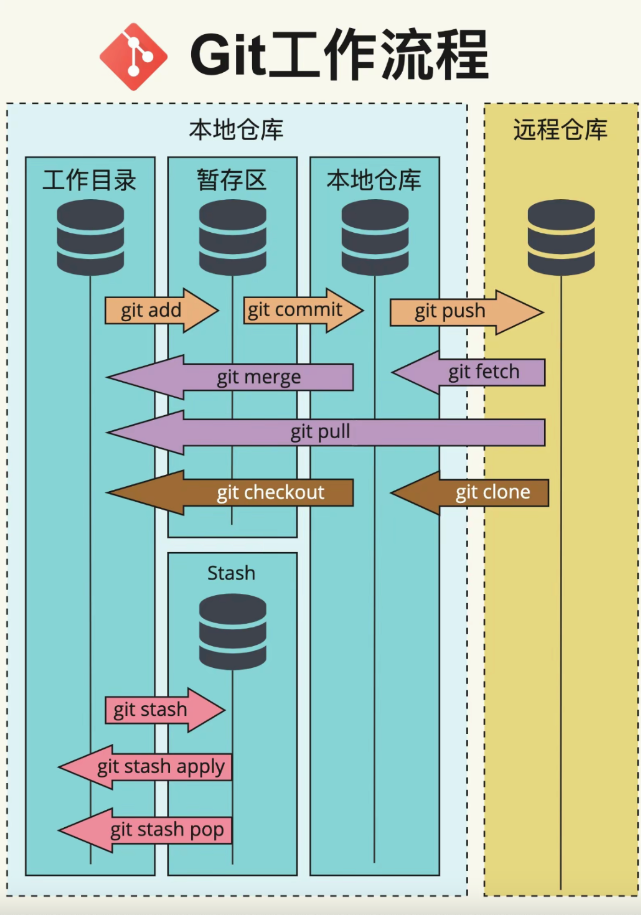 Git工作流程
本地仓库
远程仓库
工作目录
暂存区
本地仓库
git add
git commit
git push
git merge
git fetch
git pull
git checkout
git clone
Stash
git stash
git stash apply
git stash pop